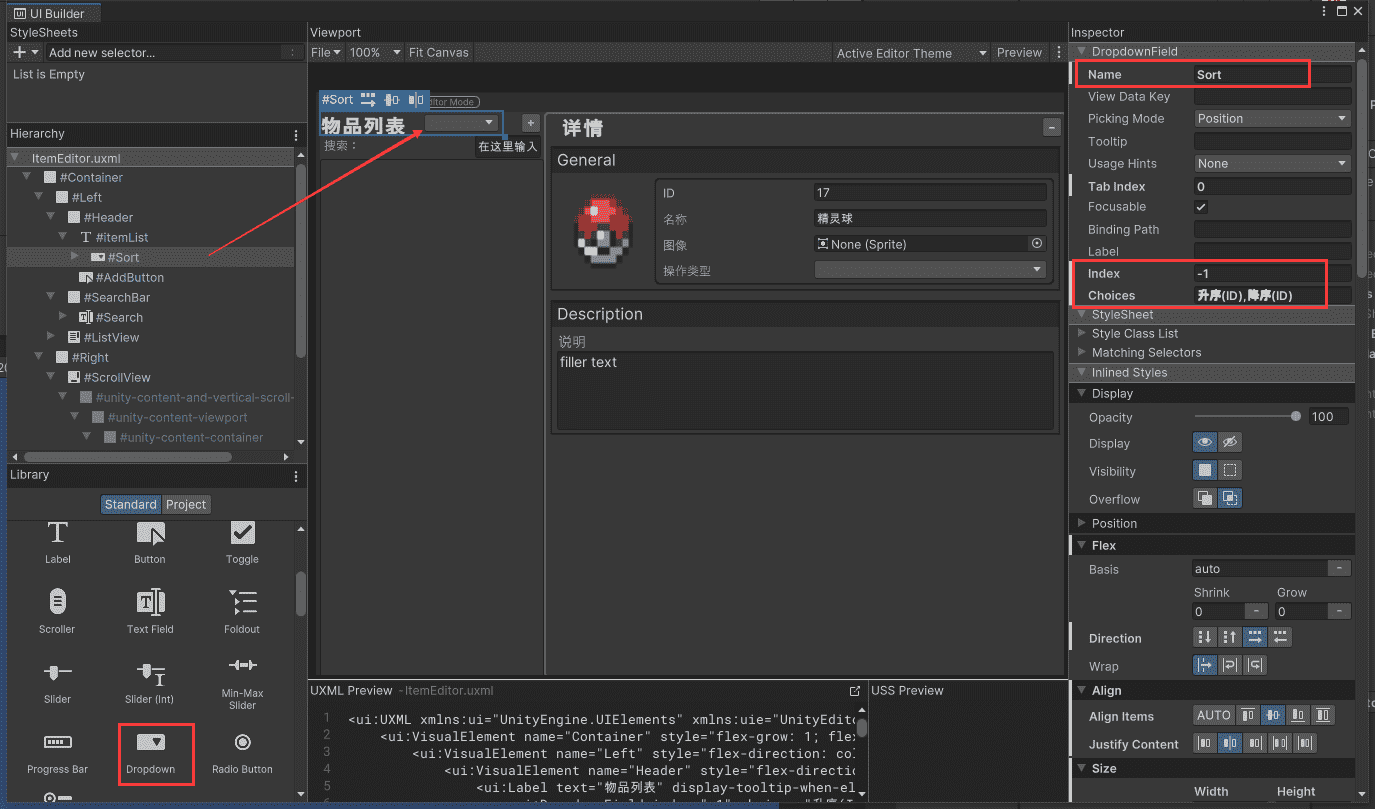 UI Builder
StyleSheets
Add new selector...
List is Empty
Hierarchy
ItemEditor.uxml
#Container
#Left
#Header
#itemList
#Sort
#AddButton
#SearchBar
#Search
#ListView
#Right
#ScrollView
#unity-content-and-vertical-scroll-
#unity-content-viewport
#unity-content-container
Library
Standard Project
Label Button Toggle
Scroller Text Field Foldout
Slider Slider (Int) Min-Max Slider
Progress Bar Dropdown Radio Button
Viewport
File 100% Fit Canvas Active Editor Theme Preview
#Sort itor Mode
物品列表 +
搜索： 在这里输入
详情 -
General
ID 17
名称 精灵球
图像 None (Sprite)
操作类型
Description
说明
filler text
UXML Preview - ItemEditor.uxml
1 <ui:UXML xmlns:ui="UnityEngine.UIElements" xmlns:uie="UnityEdito
2 <ui:VisualElement name="Container" style="flex-grow: 1; flex
3 <ui:VisualElement name="Left" style="flex-direction: col
4 <ui:VisualElement name="Header" style="flex-directio
5 <ui:Label text="物品列表" display-tooltip-when-el
USS Preview
Inspector
DropdownField
Name Sort
View Data Key
Picking Mode Position
Tooltip
Usage Hints None
Tab Index 0
Focusable
Binding Path
Label
Index -1
Choices 升序(ID),降序(ID)
StyleSheet
Style Class List
Matching Selectors
Inlined Styles
Display
Opacity 100
Display
Visibility
Overflow
Position
Flex
Basis auto -
Shrink Grow
0 - 0 -
Direction
Wrap
Align
Align Items AUTO
Justify Content
Size
Width Height